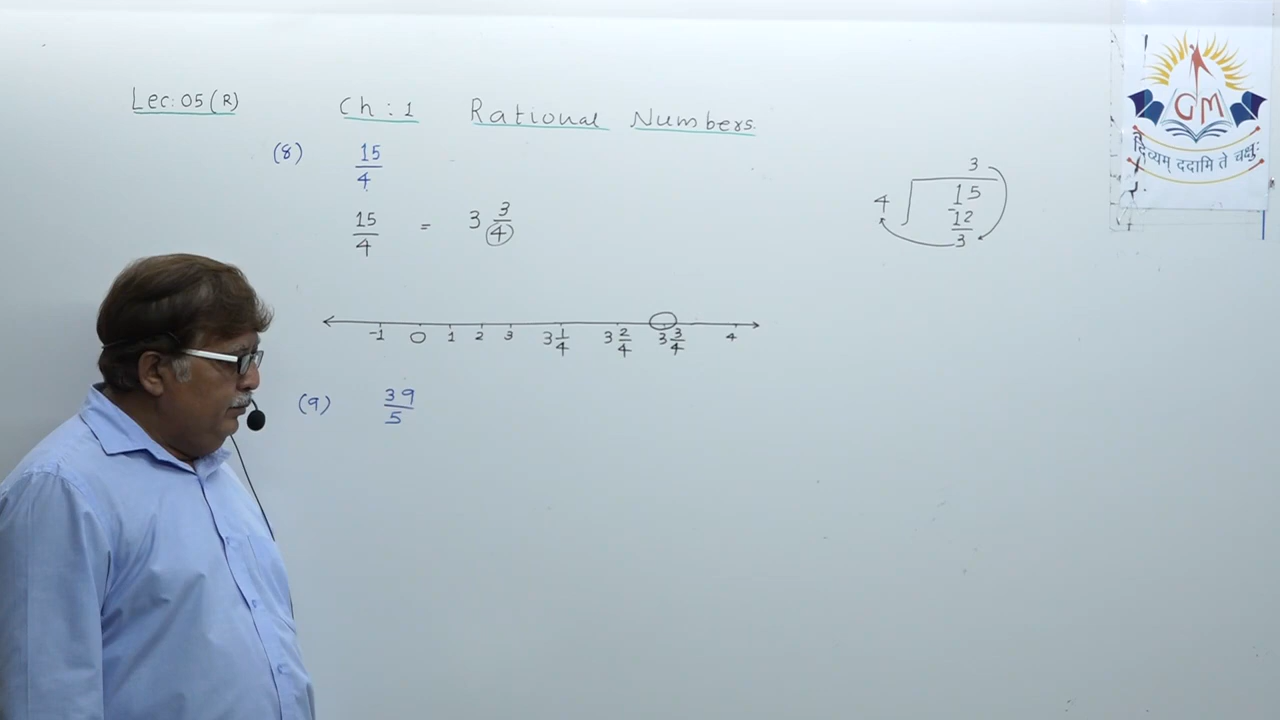 Lec: 05 (R) Ch : 1 Rational Numbers.
(8) 15/4
15/4 = 3 3/4
-1 0 1 2 3 3 1/4 3 2/4 3 3/4 4
(9) 39/5
3
4 15
-12
3
GM
दिव्यम् ददामि ते चक्षुः